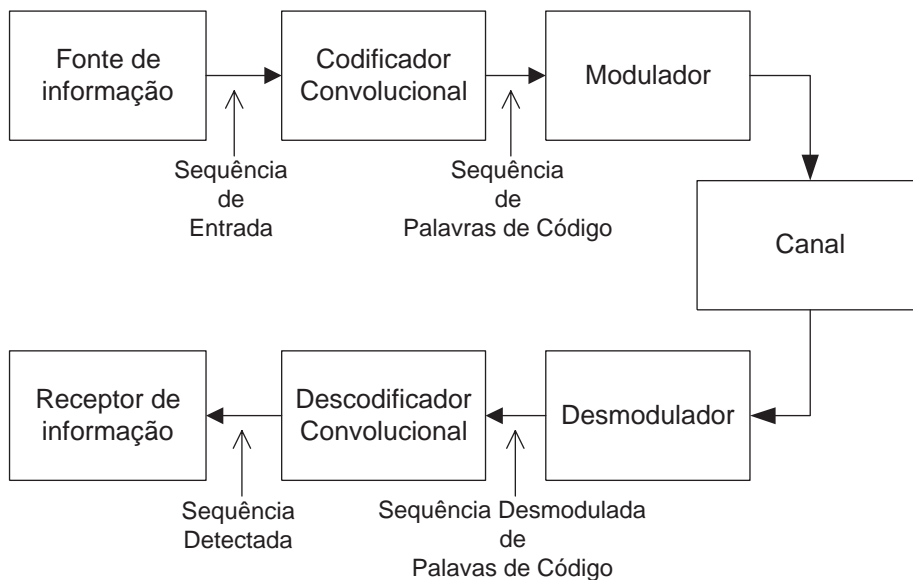 Fonte de
informação
Codificador
Convolucional
Modulador
Sequência
de
Entrada
Sequência
de
Palavras de Código
Canal
Receptor de
informação
Descodificador
Convolucional
Desmodulador
Sequência
Detectada
Sequência Desmodulada
de
Palavas de Código